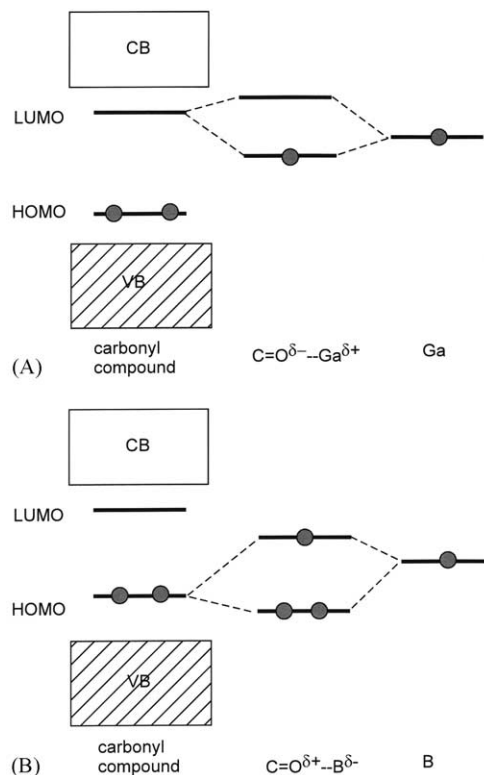 CB
LUMO
HOMO
VB
carbonyl
compound
C=Oδ−--Gaδ+
Ga
(A)
CB
LUMO
HOMO
VB
carbonyl
compound
C=Oδ+--Bδ-
B
(B)